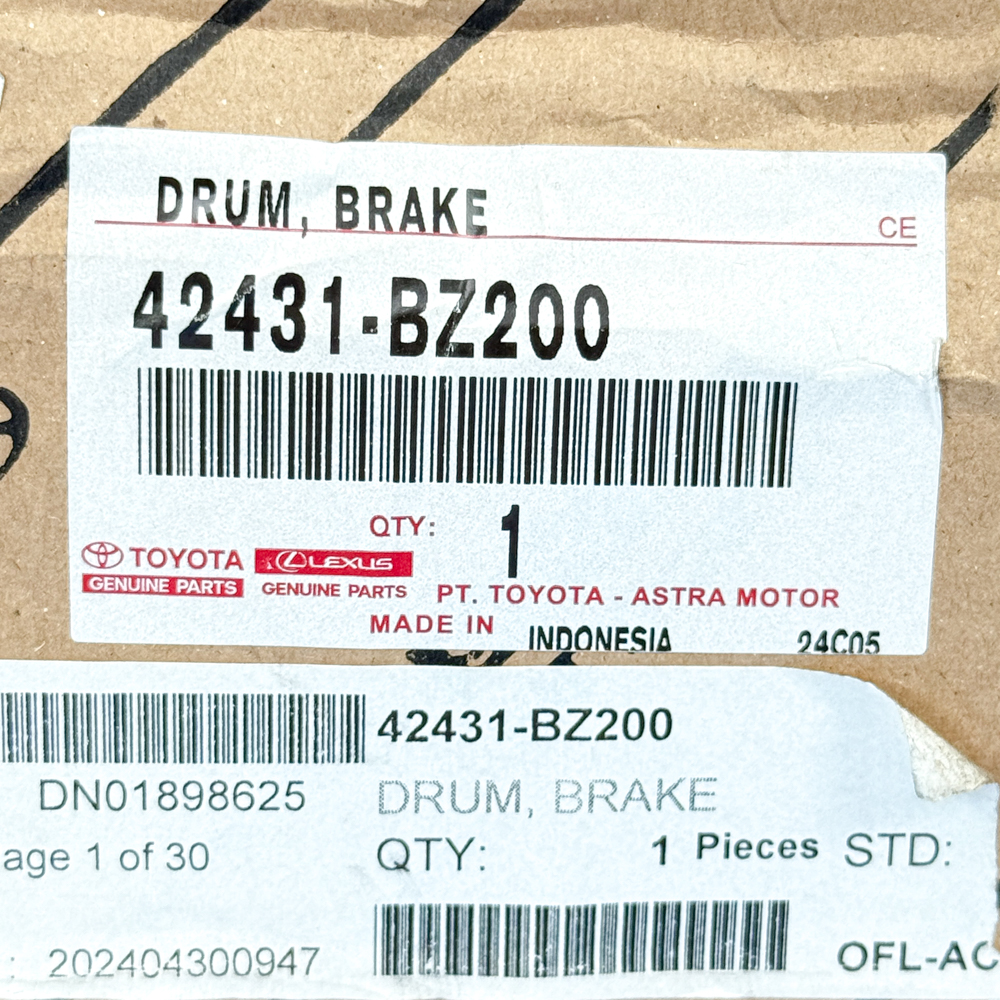 DRUM, BRAKE
CE
42431-BZ200
QTY: 1
TOYOTA LEXUS
GENUINE PARTS GENUINE PARTS PT. TOYOTA - ASTRA MOTOR
MADE IN INDONESIA 24C05
42431-BZ200
DN01898625 DRUM, BRAKE
age 1 of 30 QTY: 1 Pieces STD:
: 202404300947 OFL-AC